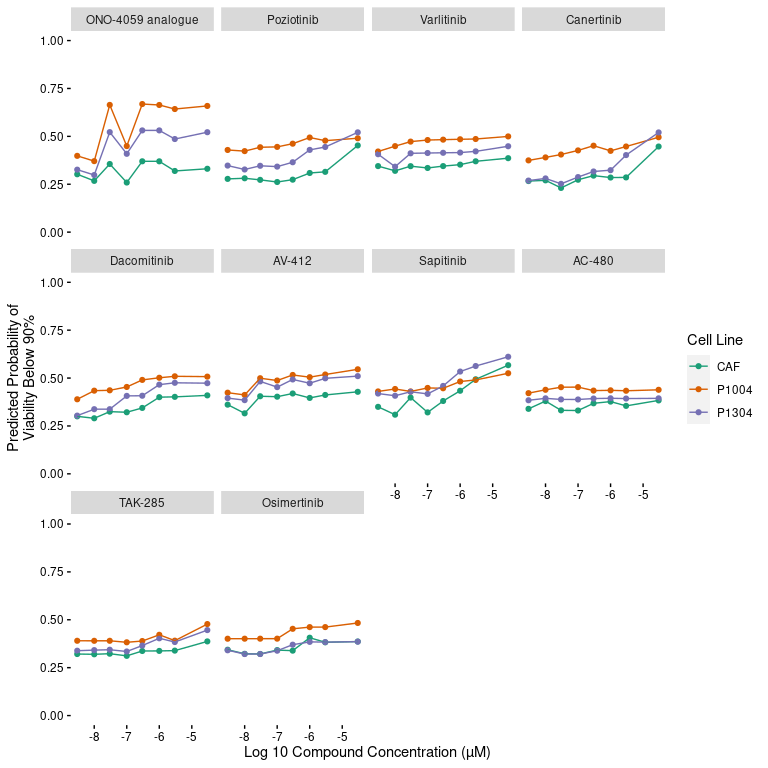 ONO-4059 analogue Poziotinib Varlitinib Canertinib
1.00
0.75
0.50
0.25
0.00
Dacomitinib AV-412 Sapitinib AC-480
1.00
0.75
0.50
0.25
0.00
-8 -7 -6 -5 -8 -7 -6 -5
TAK-285 Osimertinib
1.00
0.75
0.50
0.25
0.00
-8 -7 -6 -5 -8 -7 -6 -5
Log 10 Compound Concentration (µM)
Predicted Probability of
Viability Below 90%
Cell Line
CAF
P1004
P1304